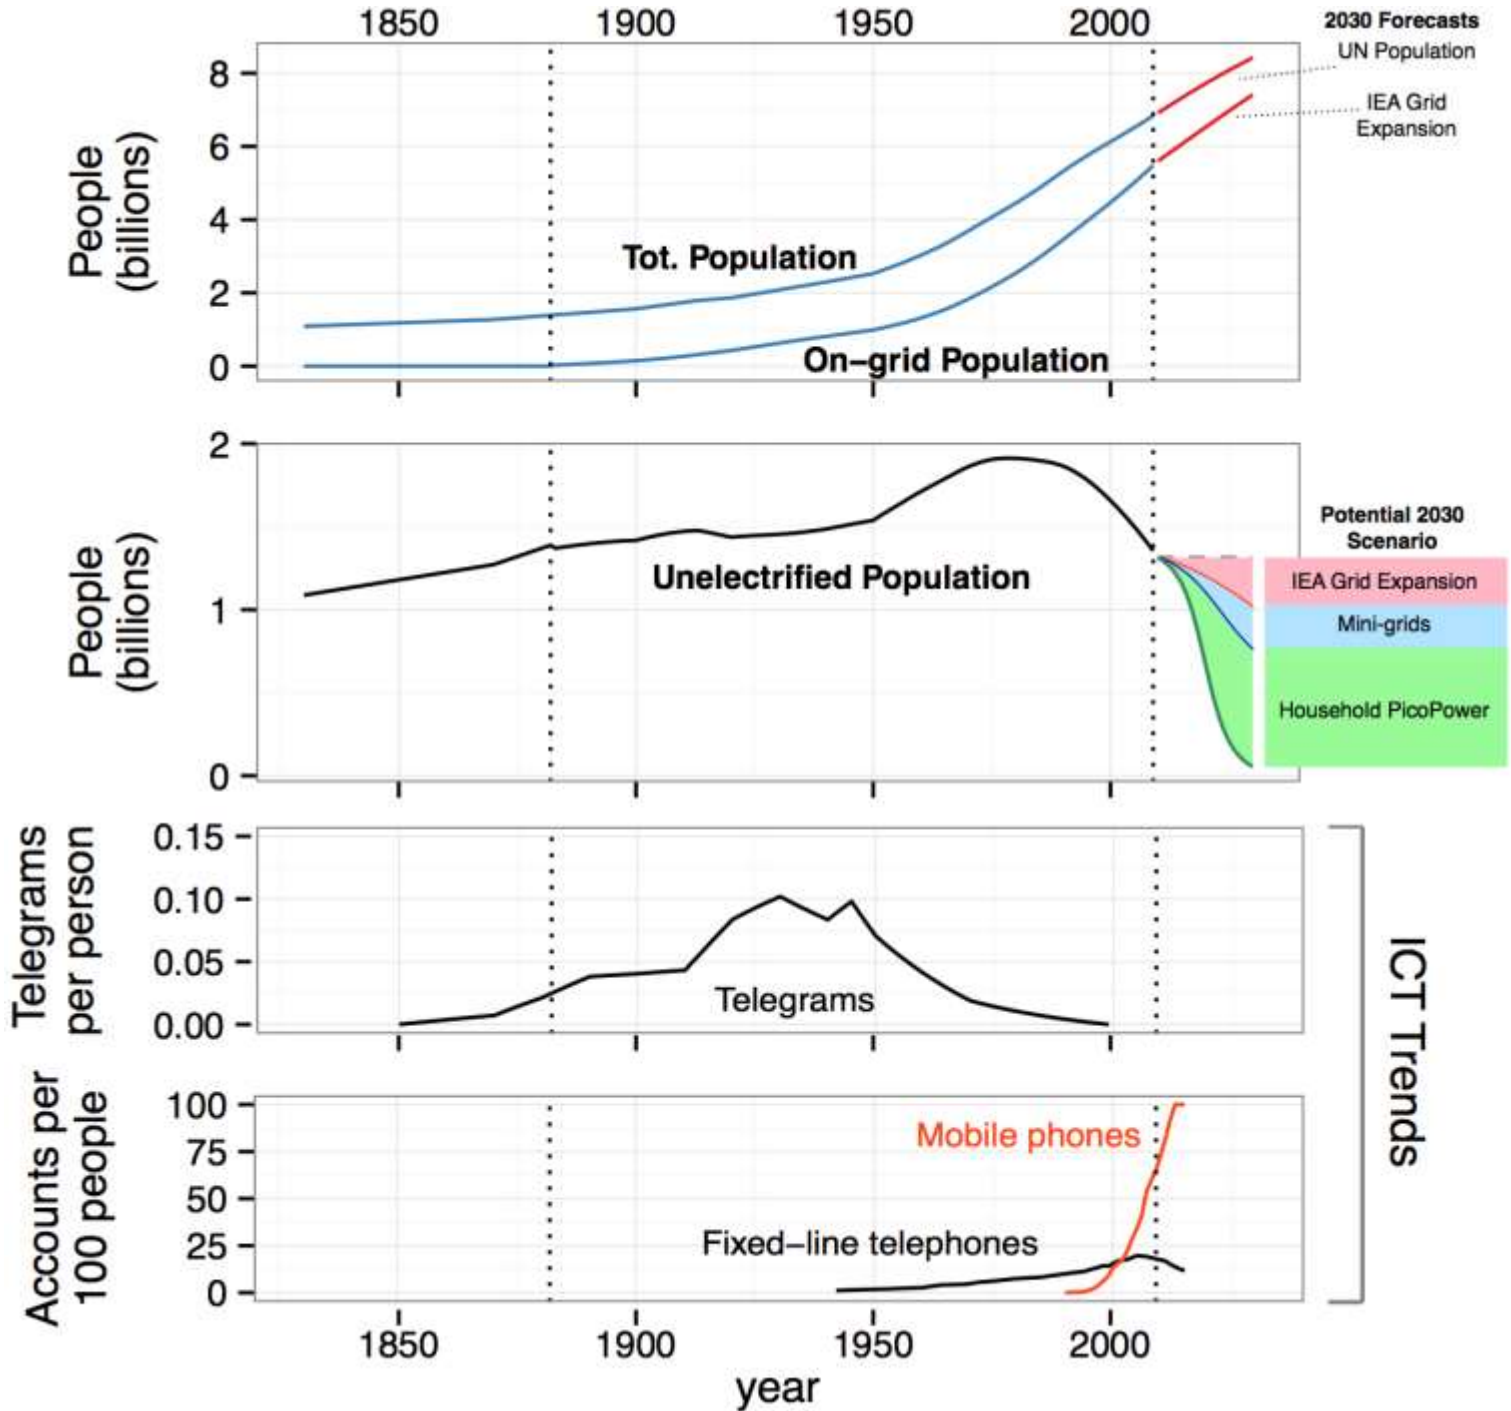 1850 1900 1950 2000
2030 Forecasts
UN Population
IEA Grid
Expansion
People
(billions)
8
6
4
2
0
Tot. Population
On–grid Population
People
(billions)
2
1
0
Unelectrified Population
Potential 2030
Scenario
IEA Grid Expansion
Mini-grids
Household PicoPower
Telegrams
per person
0.15
0.10
0.05
0.00
Telegrams
Accounts per
100 people
100
75
50
25
0
Mobile phones
Fixed–line telephones
ICT Trends
1850 1900 1950 2000
year